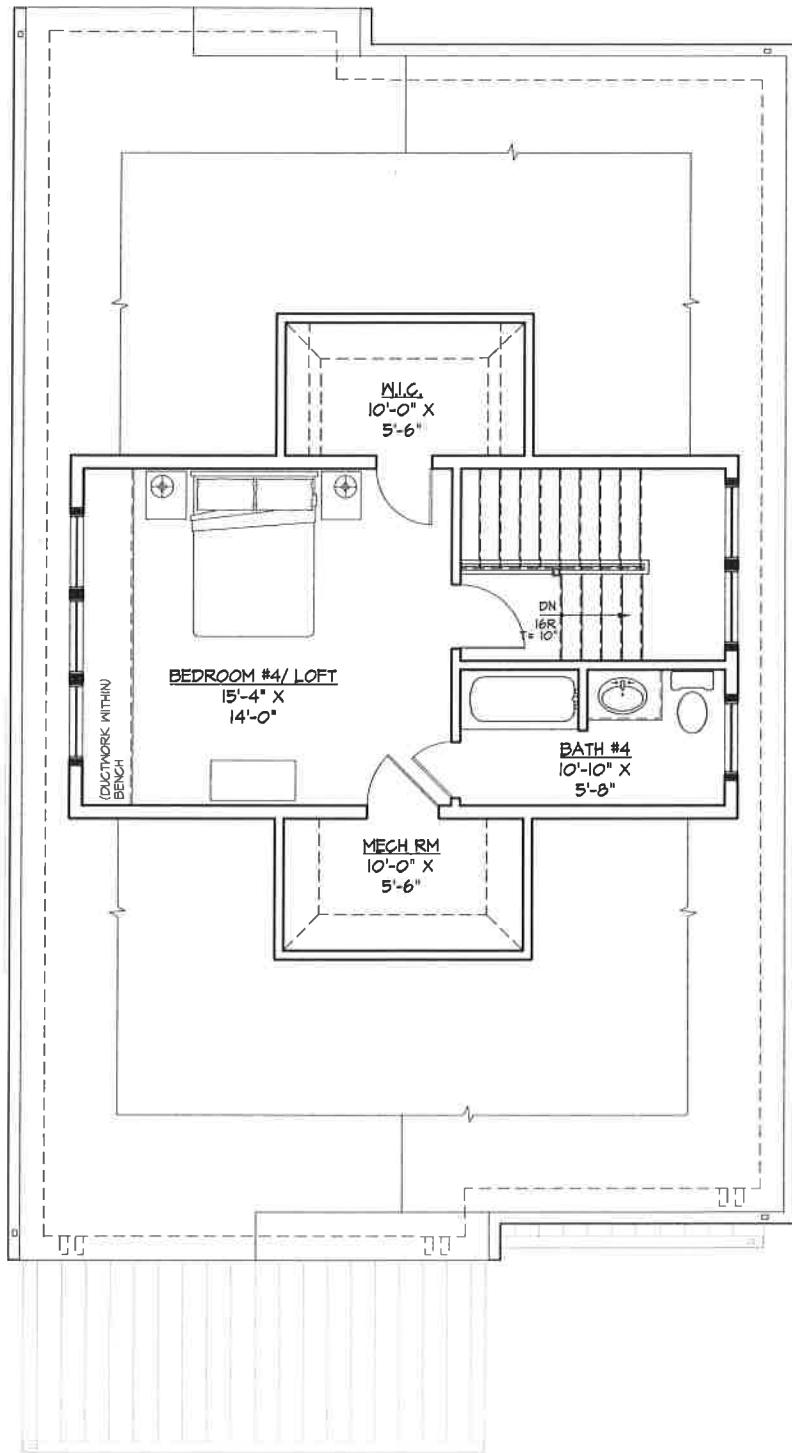 W.I.C.
10'-0" X
5'-6"
DN
16R
T= 10"
BEDROOM #4/ LOFT
15'-4" X
14'-0"
(DUCTWORK WITHIN)
BENCH
BATH #4
10'-10" X
5'-8"
MECH RM
10'-0" X
5'-6"